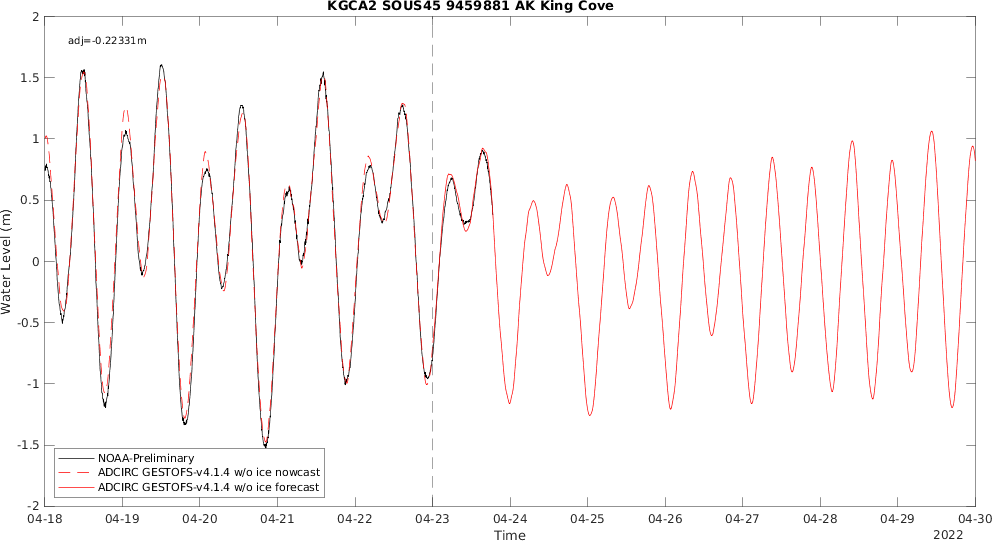 KGCA2 SOUS45 9459881 AK King Cove
adj=-0.22331m
Water Level (m)
2
1.5
1
0.5
0
-0.5
-1
-1.5
-2
NOAA-Preliminary
ADCIRC GESTOFS-v4.1.4 w/o ice nowcast
ADCIRC GESTOFS-v4.1.4 w/o ice forecast
04-18 04-19 04-20 04-21 04-22 04-23 04-24 04-25 04-26 04-27 04-28 04-29 04-30
Time
2022